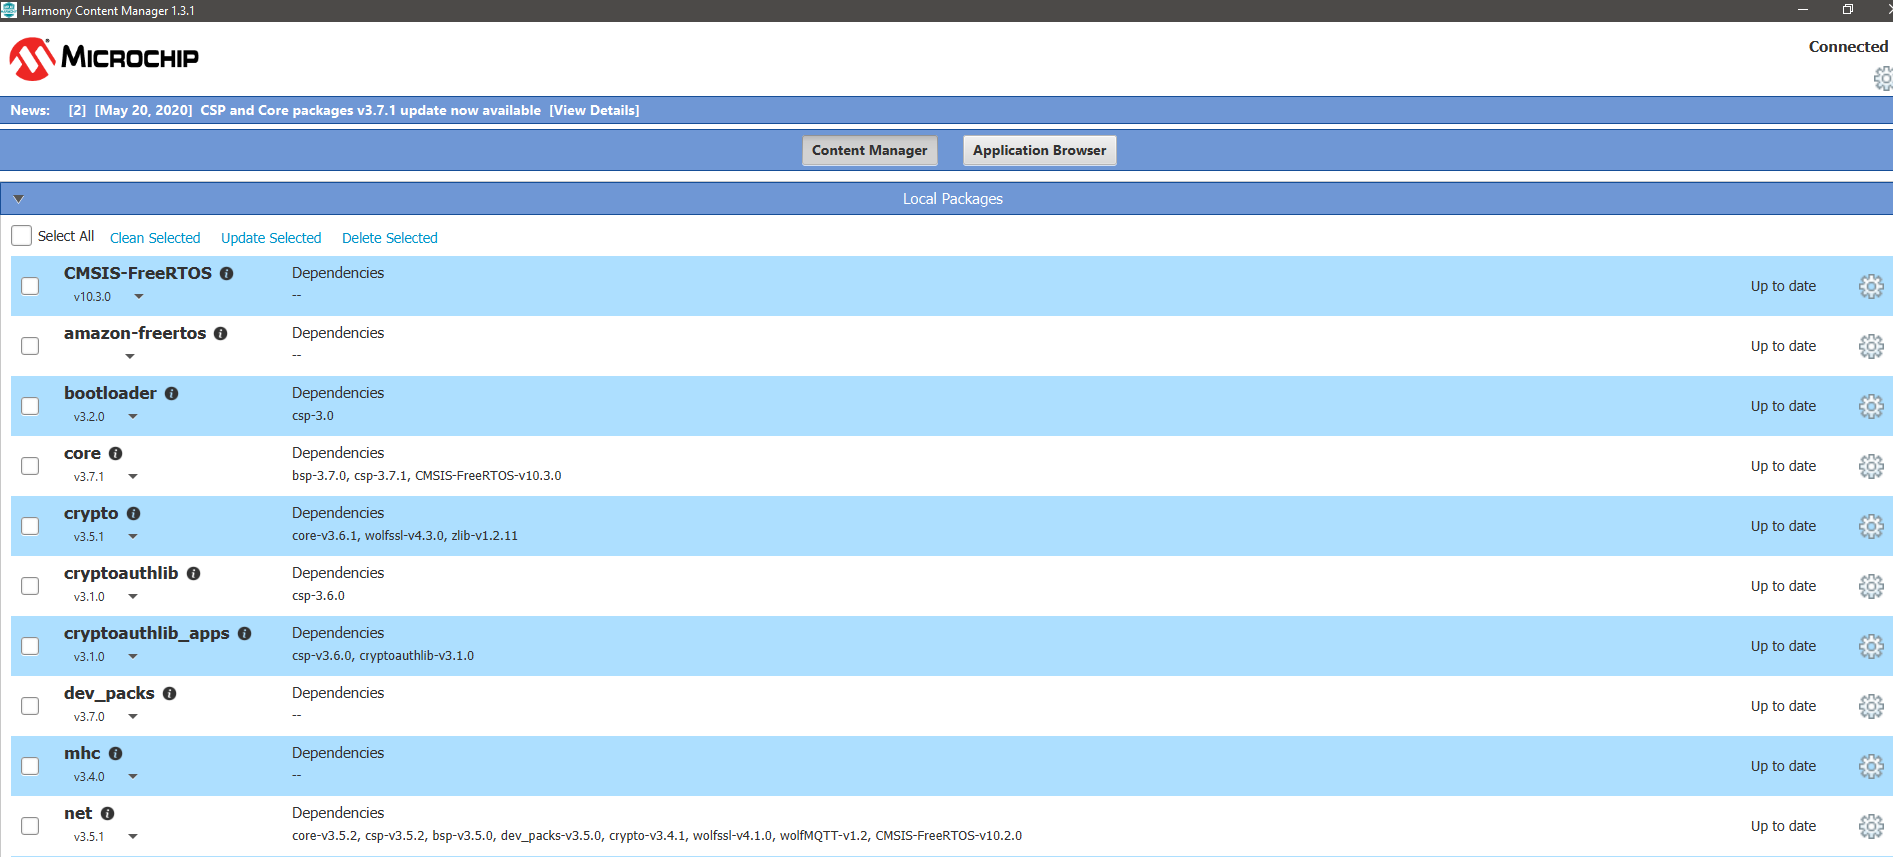 Harmony Content Manager 1.3.1
MICROCHIP
Connected
News: [2] [May 20, 2020] CSP and Core packages v3.7.1 update now available [View Details]
Content Manager Application Browser
Local Packages
Select All Clean Selected Update Selected Delete Selected
CMSIS-FreeRTOS Dependencies
v10.3.0 -- Up to date
amazon-freertos Dependencies
-- Up to date
bootloader Dependencies
v3.2.0 csp-3.0 Up to date
core Dependencies
v3.7.1 bsp-3.7.0, csp-3.7.1, CMSIS-FreeRTOS-v10.3.0 Up to date
crypto Dependencies
v3.5.1 core-v3.6.1, wolfssl-v4.3.0, zlib-v1.2.11 Up to date
cryptoauthlib Dependencies
v3.1.0 csp-3.6.0 Up to date
cryptoauthlib_apps Dependencies
v3.1.0 csp-v3.6.0, cryptoauthlib-v3.1.0 Up to date
dev_packs Dependencies
v3.7.0 -- Up to date
mhc Dependencies
v3.4.0 -- Up to date
net Dependencies
v3.5.1 core-v3.5.2, csp-v3.5.2, bsp-v3.5.0, dev_packs-v3.5.0, crypto-v3.4.1, wolfssl-v4.1.0, wolfMQTT-v1.2, CMSIS-FreeRTOS-v10.2.0 Up to date